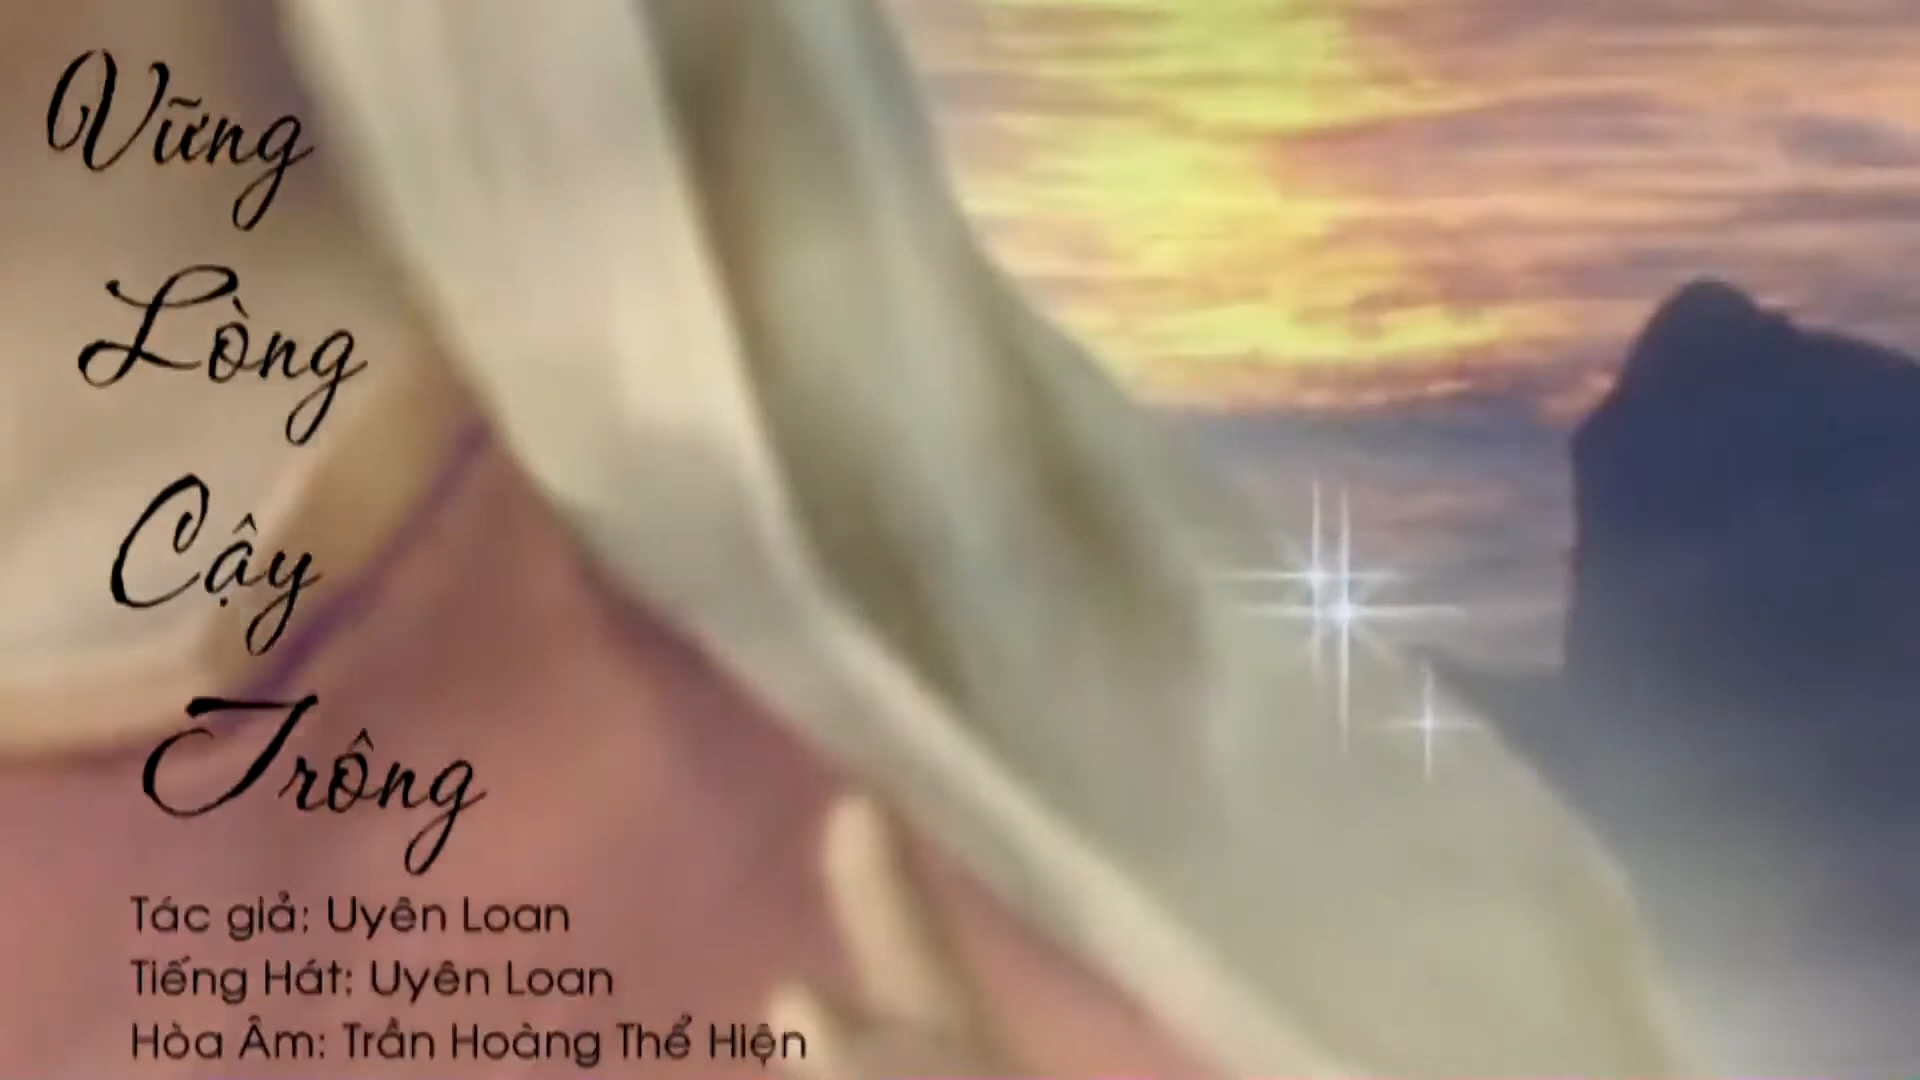 Vững
Lòng
Cậy
Trông
Tác giả: Uyên Loan
Tiếng Hát: Uyên Loan
Hòa Âm: Trần Hoàng Thể Hiện